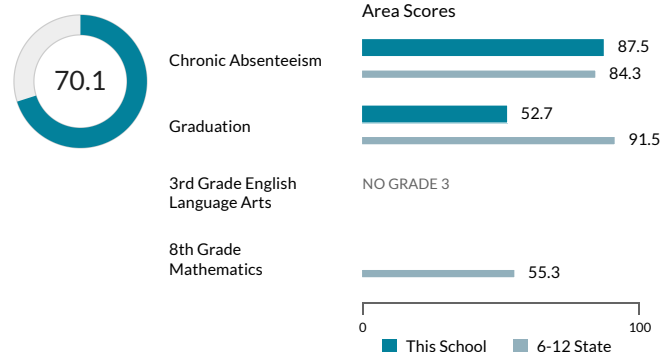 Area Scores
70.1
Chronic Absenteeism
87.5
84.3
Graduation
52.7
91.5
3rd Grade English
Language Arts
NO GRADE 3
8th Grade
Mathematics
55.3
0
100
This School
6-12 State